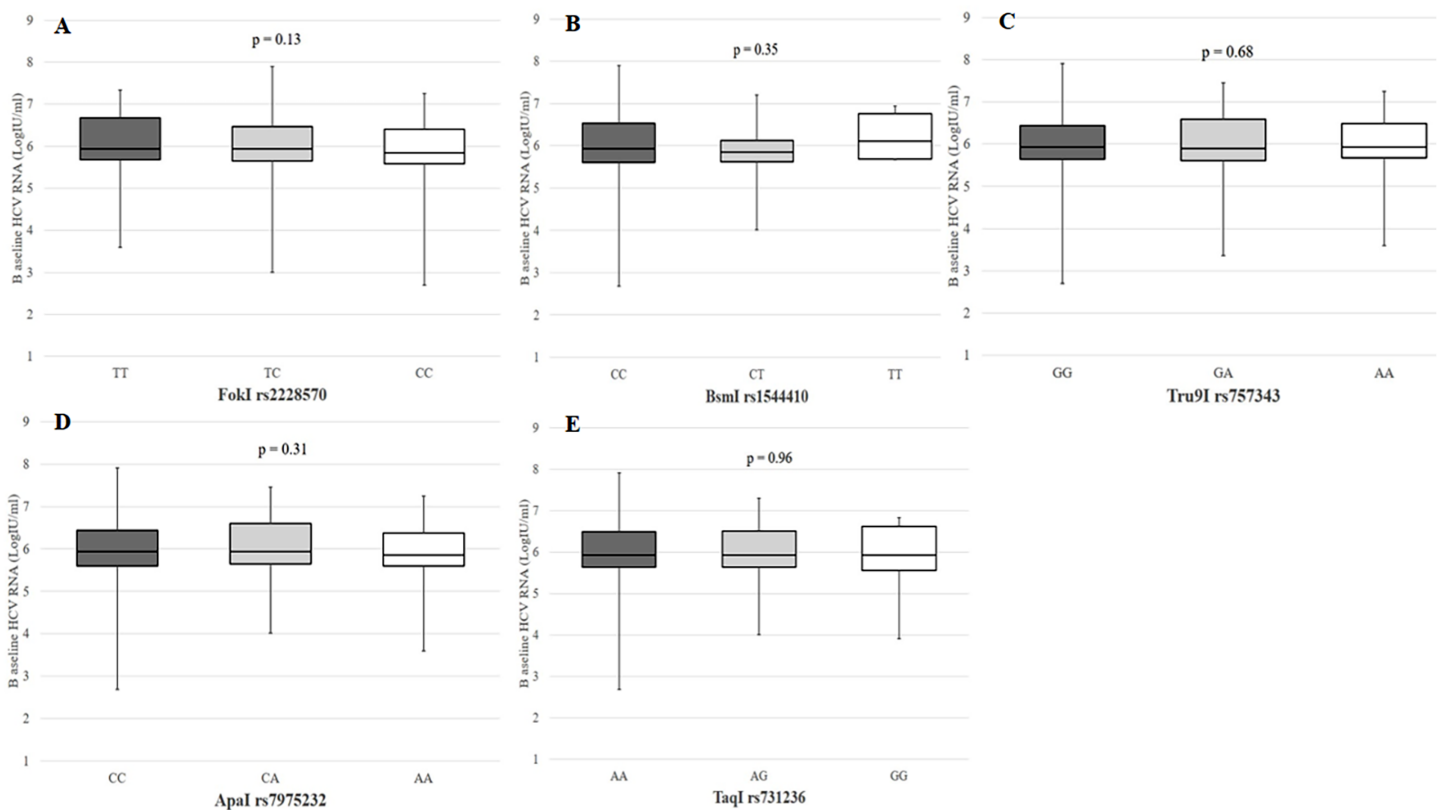 A
p = 0.13
B aseline HCV RNA (LogIU/ml)
9
8
7
6
5
4
3
2
1
TT TC CC
FokI rs2228570
B
p = 0.35
B aseline HCV RNA (LogIU/ml)
9
8
7
6
5
4
3
2
1
CC CT TT
BsmI rs1544410
C
p = 0.68
B aseline HCV RNA (LogIU/ml)
9
8
7
6
5
4
3
2
1
GG GA AA
Tru9I rs757343
D
p = 0.31
B aseline HCV RNA (LogIU/ml)
9
8
7
6
5
4
3
2
1
CC CA AA
ApaI rs7975232
E
p = 0.96
B aseline HCV RNA (LogIU/ml)
9
8
7
6
5
4
3
2
1
AA AG GG
TaqI rs731236